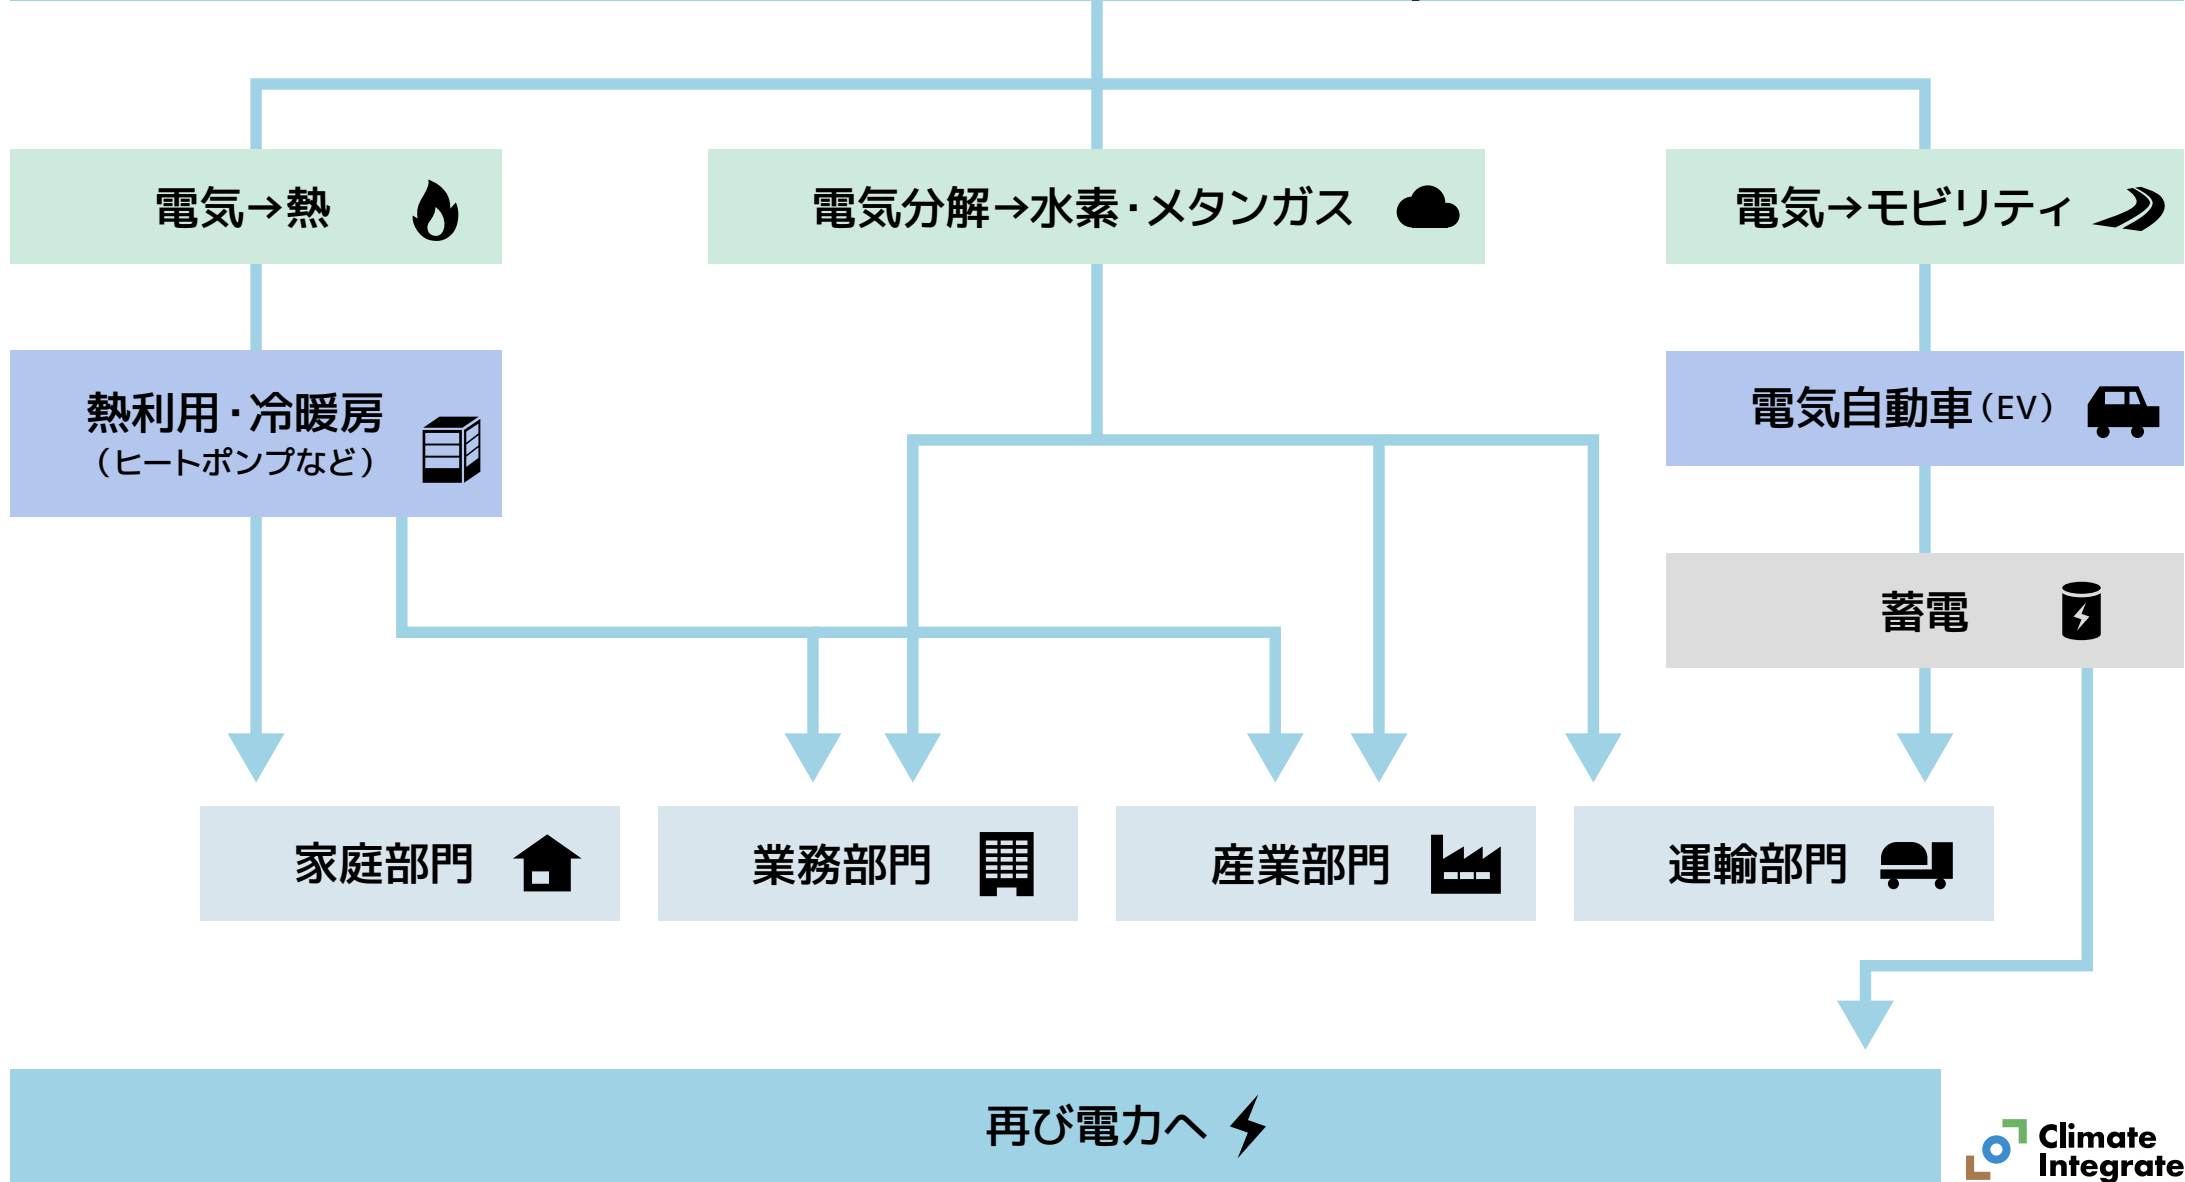 電気→熱
電気分解→水素・メタンガス
電気→モビリティ
熱利用・冷暖房
（ヒートポンプなど）
電気自動車（EV）
蓄電
家庭部門
業務部門
産業部門
運輸部門
再び電力へ
Climate
Integrate